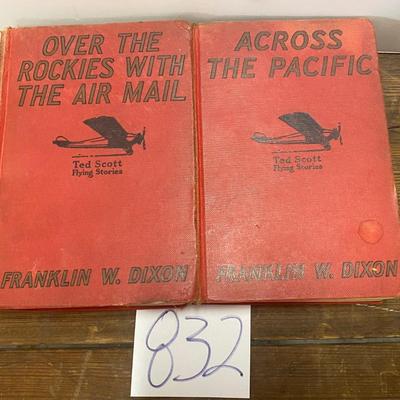 OVER THE
ROCKIES WITH
THE AIR MAIL
Ted Scott
Flying Stories
FRANKLIN W. DIXON
ACROSS
THE PACIFIC
Ted Scott
Flying Stories
FRANKLIN W. DIXON
832